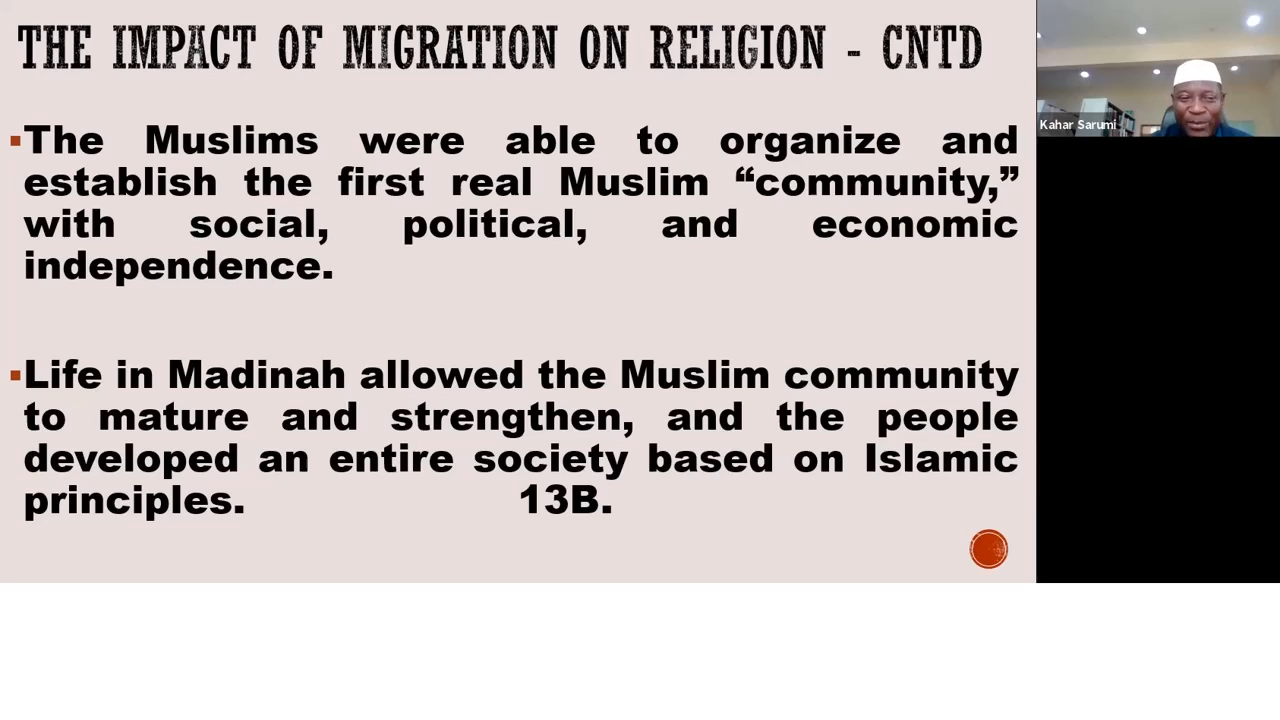 THE IMPACT OF MIGRATION ON RELIGION - CNTD
▪The Muslims were able to organize and
establish the first real Muslim “community,”
with social, political, and economic
independence.
▪Life in Madinah allowed the Muslim community
to mature and strengthen, and the people
developed an entire society based on Islamic
principles. 13B.
Kahar Sarumi